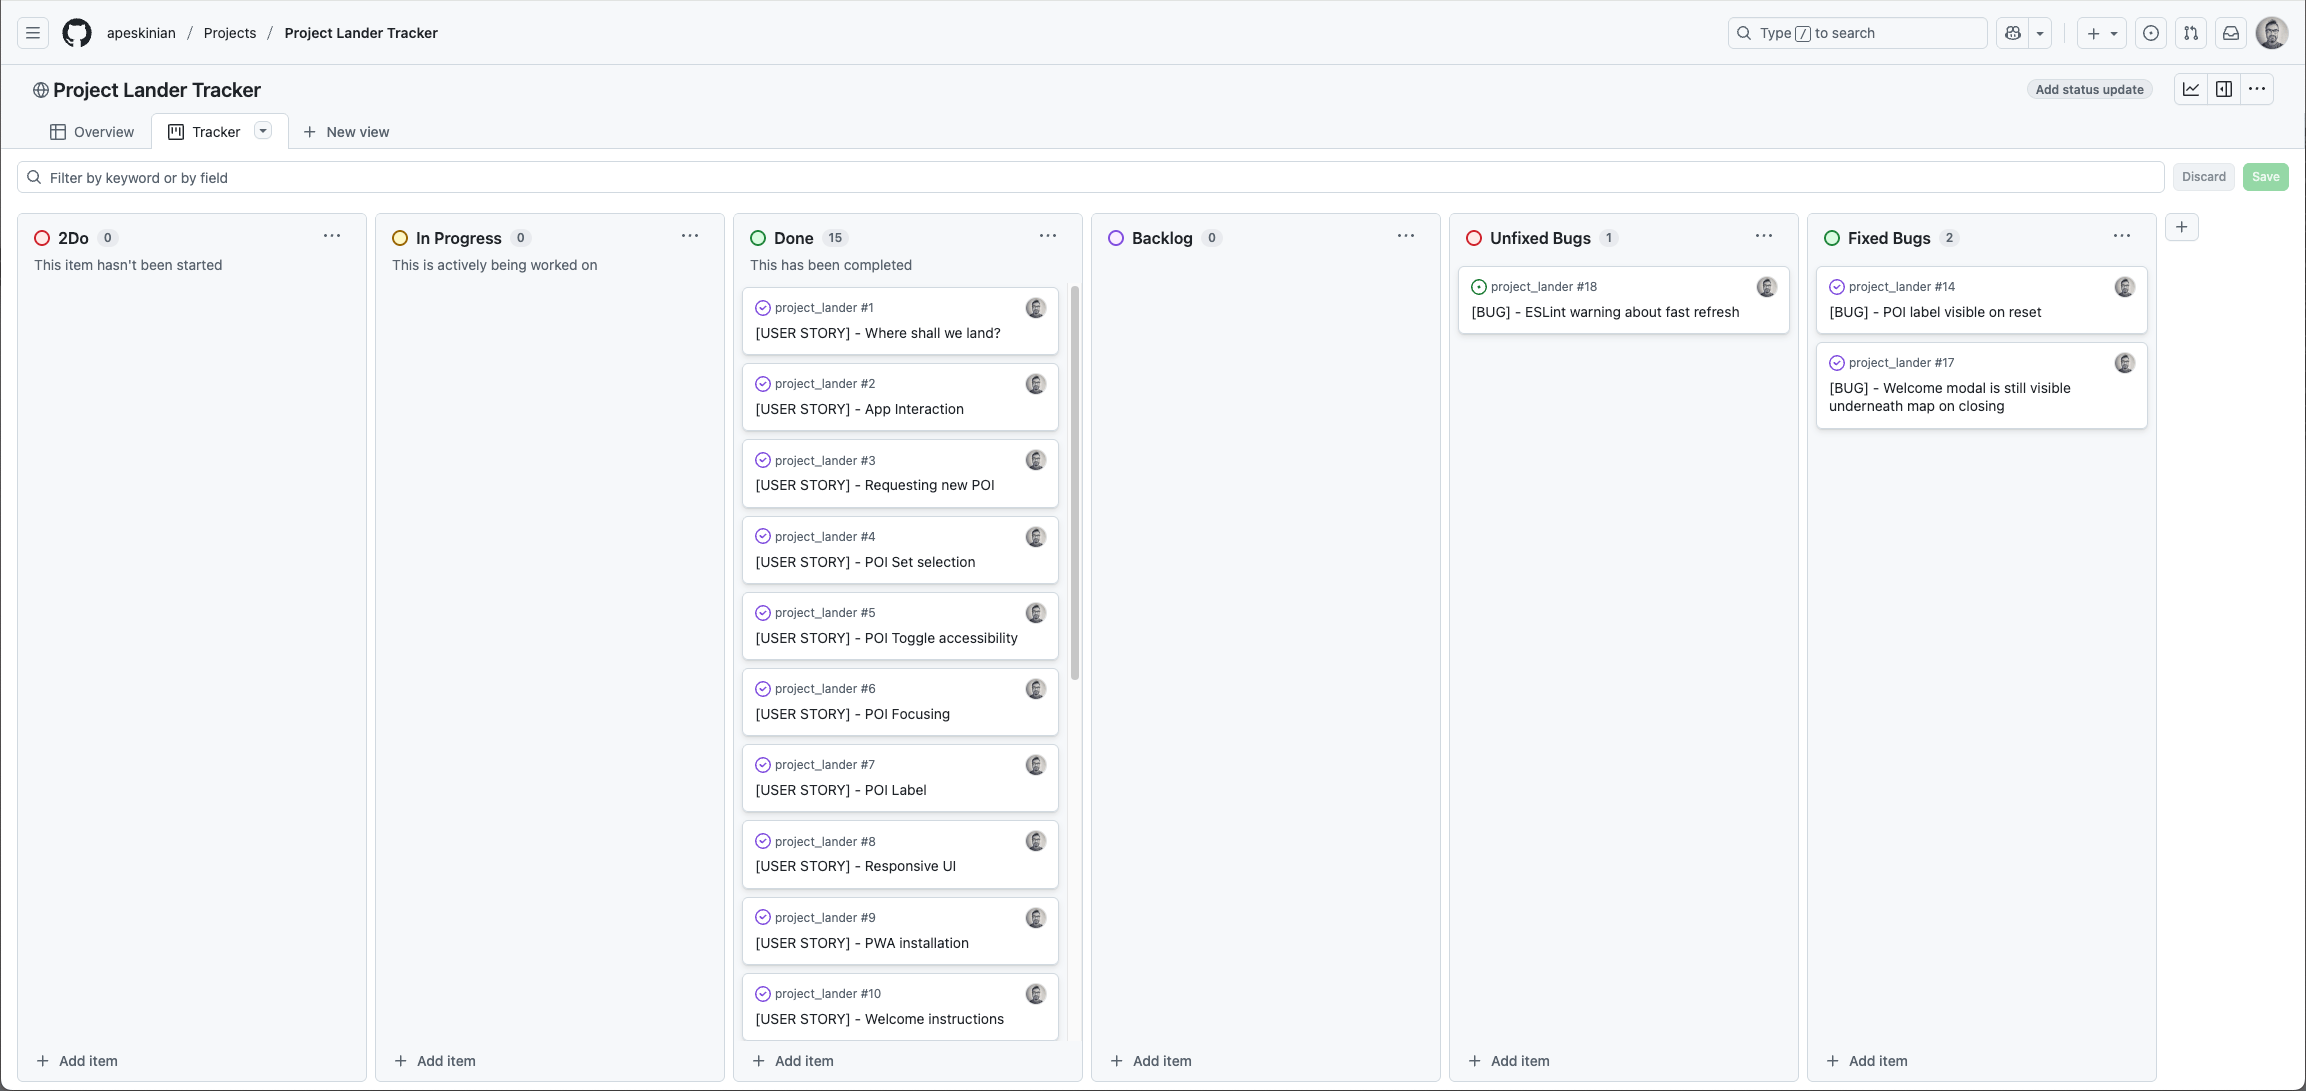 apeskinian / Projects / Project Lander Tracker
Type / to search
Project Lander Tracker
Add status update
Overview
Tracker
New view
Filter by keyword or by field
Discard
Save
2Do 0
This item hasn't been started
Add item
In Progress 0
This is actively being worked on
Add item
Done 15
This has been completed
project_lander #1
[USER STORY] - Where shall we land?
project_lander #2
[USER STORY] - App Interaction
project_lander #3
[USER STORY] - Requesting new POI
project_lander #4
[USER STORY] - POI Set selection
project_lander #5
[USER STORY] - POI Toggle accessibility
project_lander #6
[USER STORY] - POI Focusing
project_lander #7
[USER STORY] - POI Label
project_lander #8
[USER STORY] - Responsive UI
project_lander #9
[USER STORY] - PWA installation
project_lander #10
[USER STORY] - Welcome instructions
Add item
Backlog 0
Add item
Unfixed Bugs 1
project_lander #18
[BUG] - ESLint warning about fast refresh
Add item
Fixed Bugs 2
project_lander #14
[BUG] - POI label visible on reset
project_lander #17
[BUG] - Welcome modal is still visible
underneath map on closing
Add item